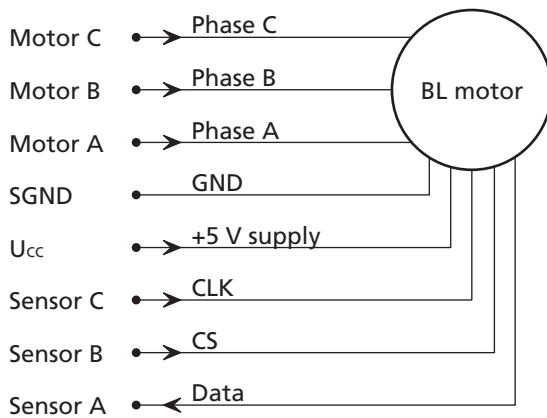 Motor C Phase C
Motor B Phase B BL motor
Motor A Phase A
SGND GND
Ucc +5 V supply
Sensor C CLK
Sensor B CS
Sensor A Data